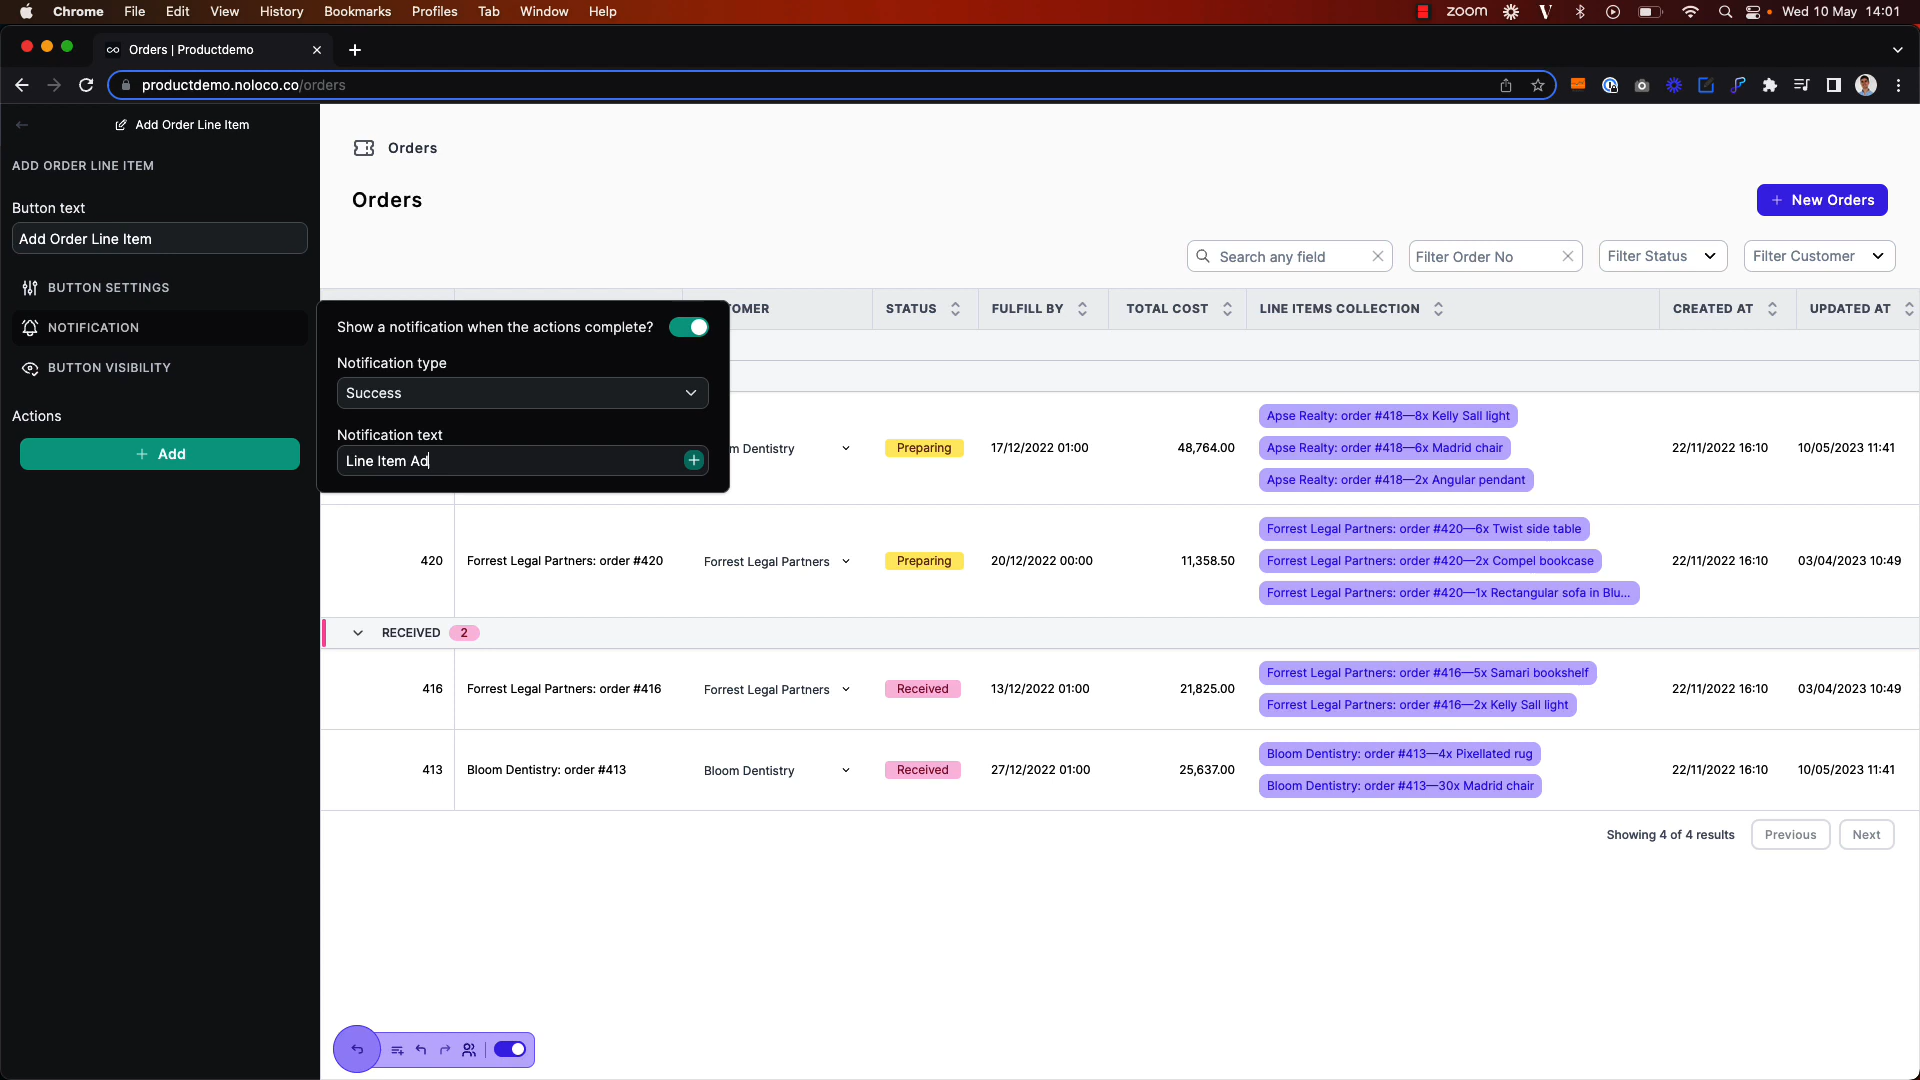 Chrome File Edit View History Bookmarks Profiles Tab Window Help zoom Wed 10 May 14:01
Orders | Productdemo
productdemo.noloco.co/orders
Add Order Line Item
ADD ORDER LINE ITEM
Button text
Add Order Line Item
BUTTON SETTINGS
NOTIFICATION
BUTTON VISIBILITY
Actions
+ Add
Show a notification when the actions complete?
Notification type
Success
Notification text
Line Item Ad
Orders
Orders
+ New Orders
Search any field Filter Order No Filter Status Filter Customer
OMER STATUS FULFILL BY TOTAL COST LINE ITEMS COLLECTION CREATED AT UPDATED AT
Apse Realty: order #418—8x Kelly Sall light
m Dentistry Preparing 17/12/2022 01:00 48,764.00 Apse Realty: order #418—6x Madrid chair 22/11/2022 16:10 10/05/2023 11:41
Apse Realty: order #418—2x Angular pendant
Forrest Legal Partners: order #420—6x Twist side table
420 Forrest Legal Partners: order #420 Forrest Legal Partners Preparing 20/12/2022 00:00 11,358.50 Forrest Legal Partners: order #420—2x Compel bookcase 22/11/2022 16:10 03/04/2023 10:49
Forrest Legal Partners: order #420—1x Rectangular sofa in Blu...
RECEIVED 2
Forrest Legal Partners: order #416—5x Samari bookshelf
416 Forrest Legal Partners: order #416 Forrest Legal Partners Received 13/12/2022 01:00 21,825.00 22/11/2022 16:10 03/04/2023 10:49
Forrest Legal Partners: order #416—2x Kelly Sall light
Bloom Dentistry: order #413—4x Pixellated rug
413 Bloom Dentistry: order #413 Bloom Dentistry Received 27/12/2022 01:00 25,637.00 22/11/2022 16:10 10/05/2023 11:41
Bloom Dentistry: order #413—30x Madrid chair
Showing 4 of 4 results Previous Next